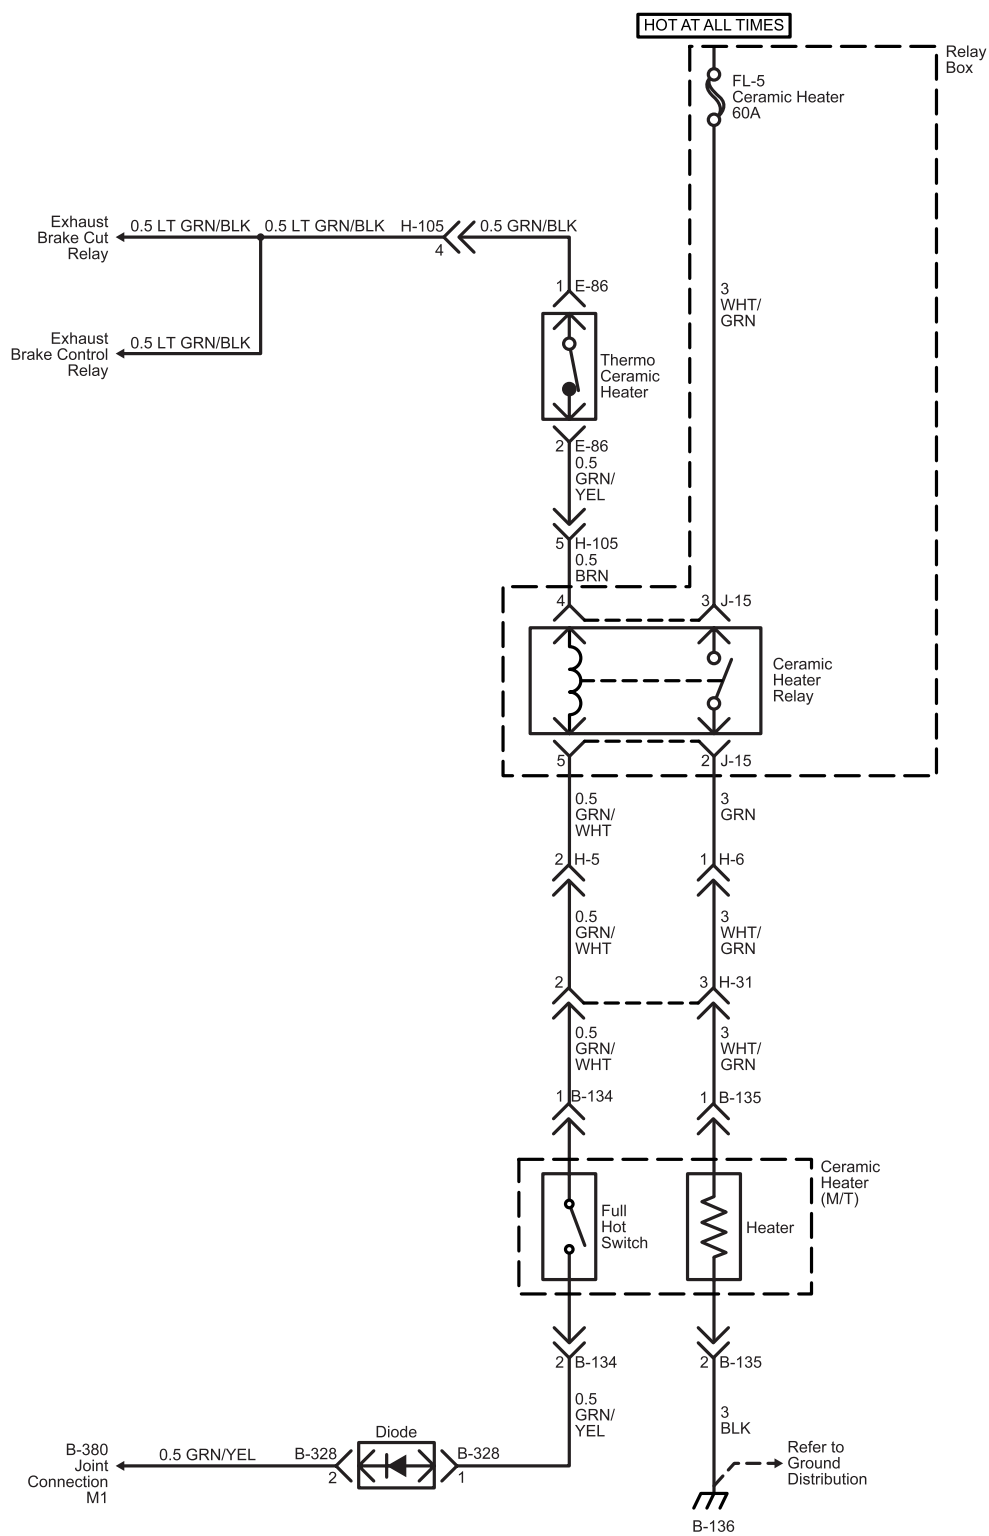 HOT AT ALL TIMES
Relay
Box
FL-5
Ceramic Heater
60A
Exhaust
Brake Cut
Relay
0.5 LT GRN/BLK
0.5 LT GRN/BLK
H-105
4
0.5 GRN/BLK
1 E-86
3
WHT/
GRN
Exhaust
Brake Control
Relay
0.5 LT GRN/BLK
Thermo
Ceramic
Heater
2 E-86
0.5
GRN/
YEL
5 H-105
0.5
BRN
4
3 J-15
Ceramic
Heater
Relay
5
2 J-15
0.5
GRN/
WHT
3
GRN
2 H-5
1 H-6
0.5
GRN/
WHT
3
WHT/
GRN
2
3 H-31
0.5
GRN/
WHT
3
WHT/
GRN
1 B-134
1 B-135
Ceramic
Heater
(M/T)
Full
Hot
Switch
Heater
2 B-134
2 B-135
0.5
GRN/
YEL
3
BLK
Diode
B-380
Joint
Connection
M1
0.5 GRN/YEL
B-328
2
B-328
1
Refer to
Ground
Distribution
B-136